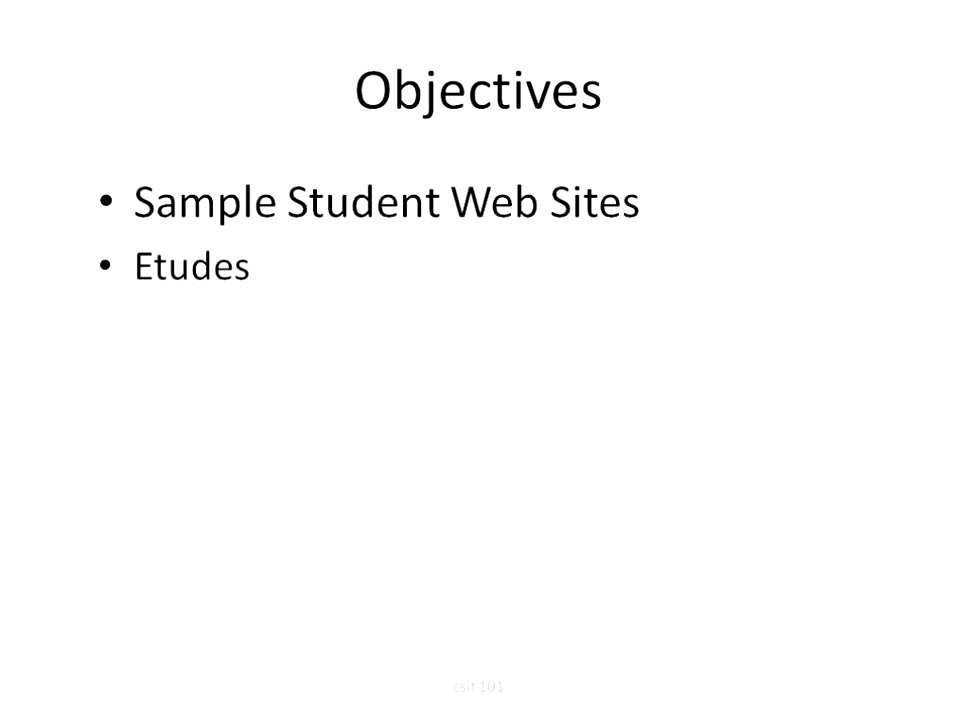 Objectives
• Sample Student Web Sites
• Etudes
csit 101